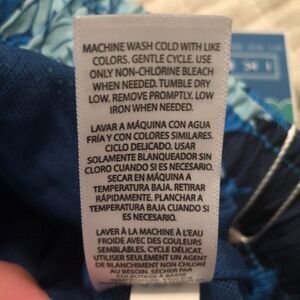 MACHINE WASH COLD WITH LIKE
COLORS. GENTLE CYCLE. USE
ONLY NON-CHLORINE BLEACH
WHEN NEEDED. TUMBLE DRY
LOW. REMOVE PROMPTLY. LOW
IRON WHEN NEEDED.
LAVAR A MÁQUINA CON AGUA
FRÍA Y CON COLORES SIMILARES.
CICLO DELICADO. USAR
SOLAMENTE BLANQUEADOR SIN
CLORO CUANDO SI ES NECESARIO.
SECAR EN MÁQUINA A
TEMPERATURA BAJA. RETIRAR
RÁPIDAMENTE. PLANCHAR A
TEMPERATURA BAJA CUANDO SI
ES NECESARIO.
LAVER À LA MACHINE À L'EAU
FROIDE AVEC DES COULEURS
SEMBLABLES. CYCLE DÉLICAT.
UTILISER SEULEMENT UN AGENT
DE BLANCHIMENT NON CHLORÉ
AU BESOIN. SÉCHER PAR
CULBUTAGE À BASSE